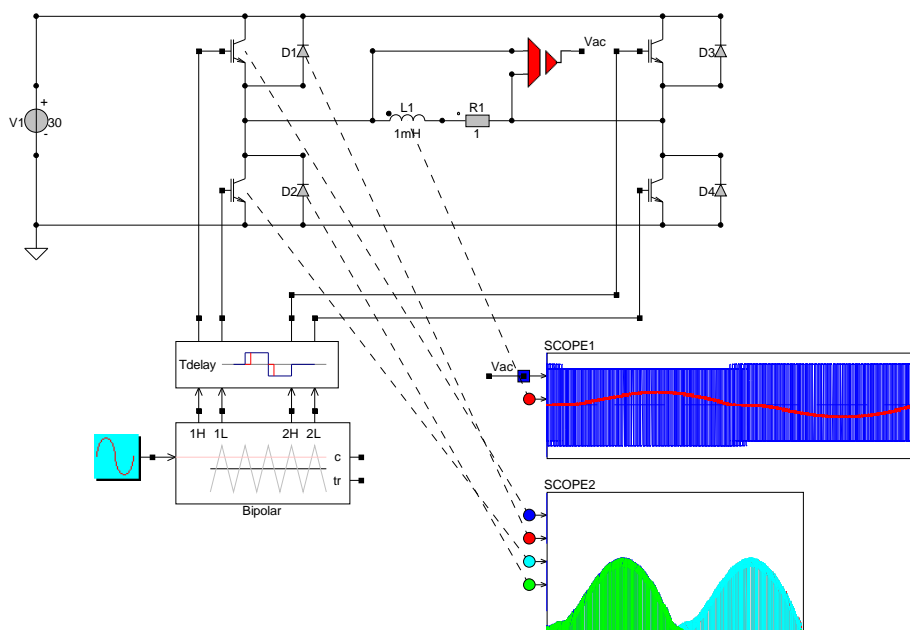 D1
Vac
D3
V1
+
30
-
L1
R1
1mH
1
D2
D4
SCOPE1
Tdelay
Vac
1H 1L 2H 2L
c
tr
Bipolar
SCOPE2